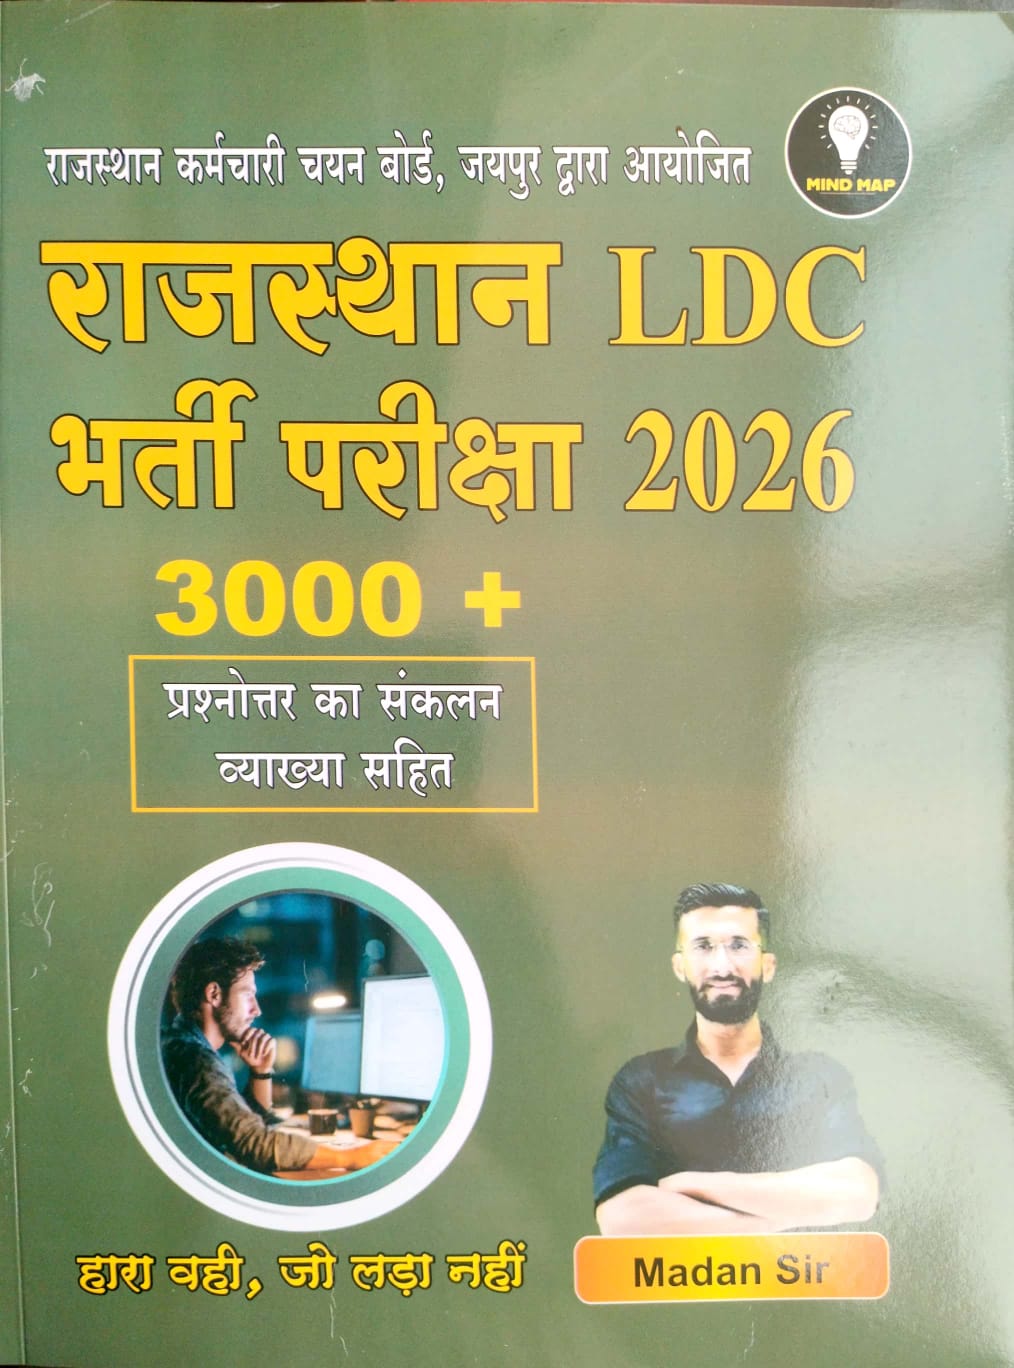 राजस्थान कर्मचारी चयन बोर्ड, जयपुर द्वारा आयोजित
MIND MAP
राजस्थान LDC
भर्ती परीक्षा 2026
3000 +
प्रश्नोत्तर का संकलन
व्याख्या सहित
हारा वही, जो लड़ा नहीं
Madan Sir